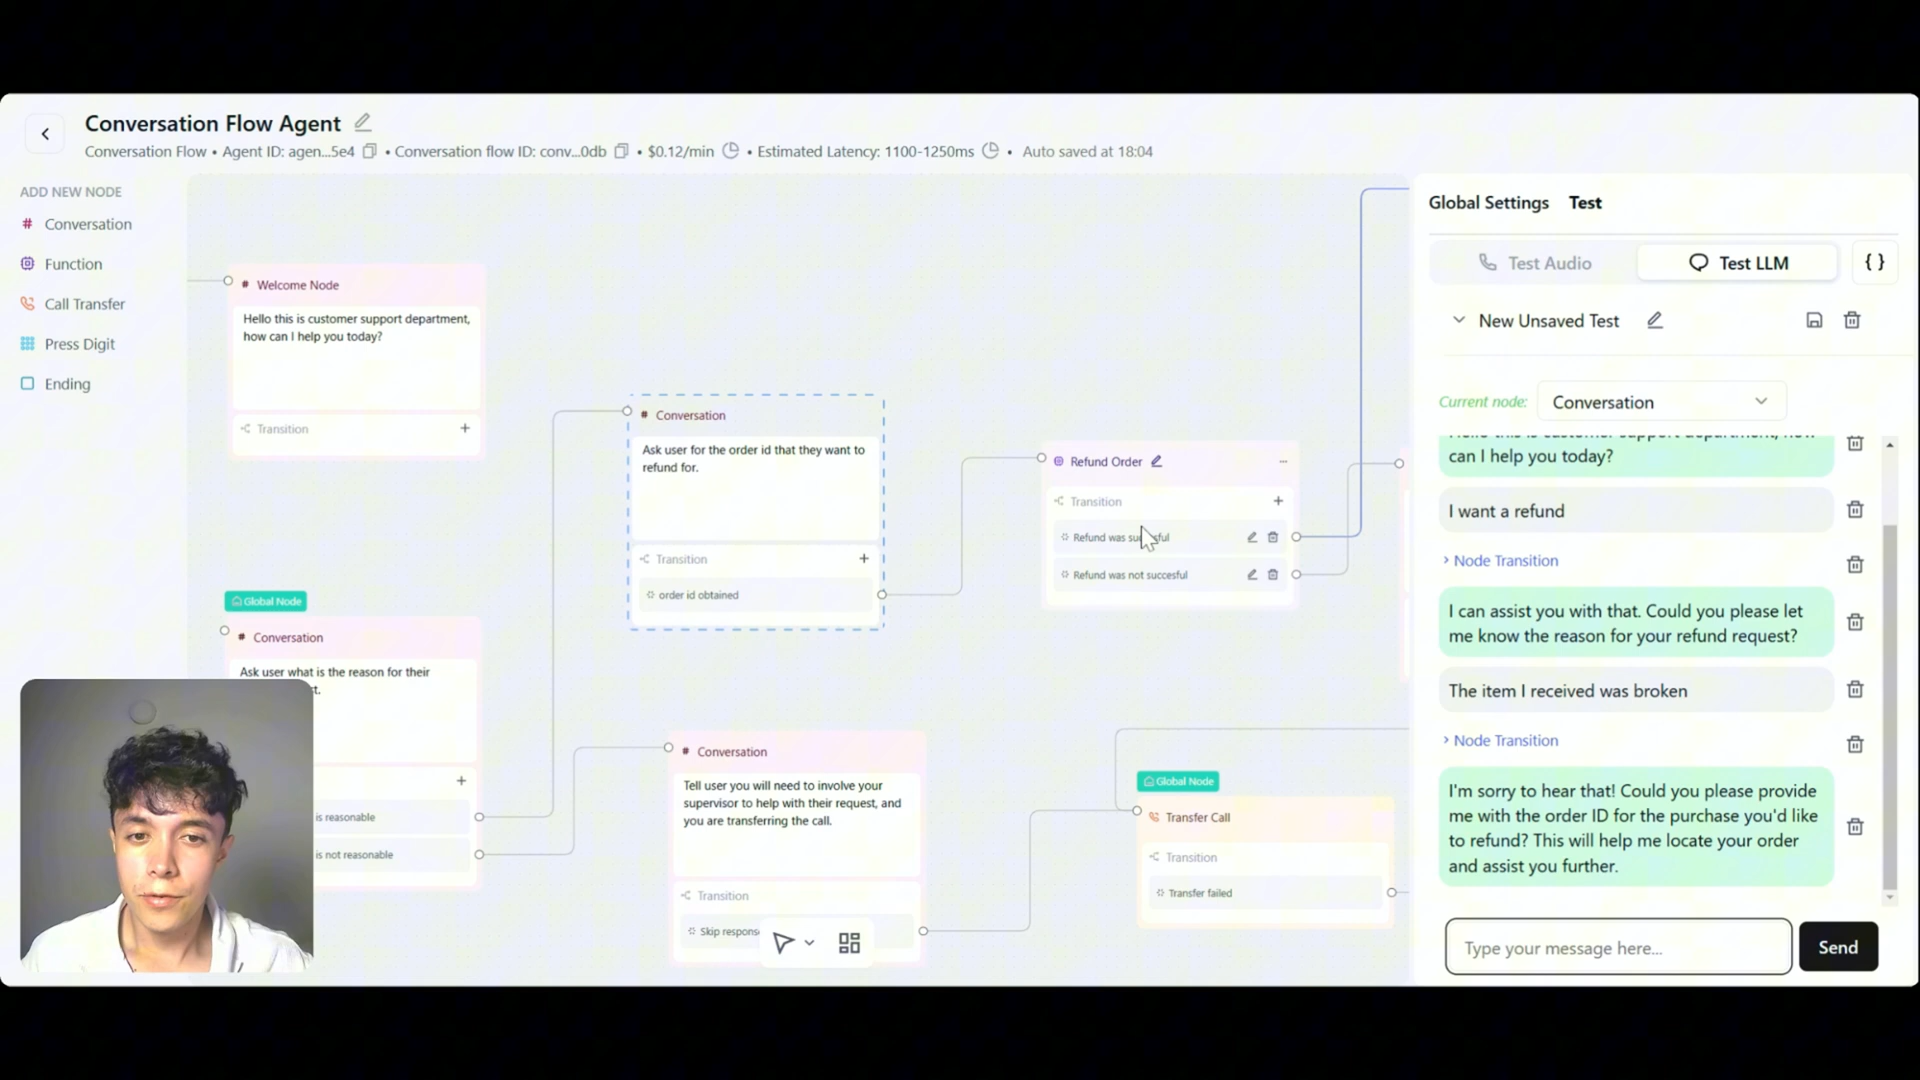 Conversation Flow Agent
Conversation Flow • Agent ID: agen...5e4 • Conversation flow ID: conv...0db • $0.12/min • Estimated Latency: 1100-1250ms • Auto saved at 18:04
ADD NEW NODE
# Conversation
Function
Call Transfer
Press Digit
Ending
# Welcome Node
Hello this is customer support department,
how can I help you today?
Transition
# Conversation
Ask user for the order id that they want to
refund for.
Transition
order id obtained
Refund Order
Transition
Refund was
Refund was not succesful
Global Node
# Conversation
Ask user what is the reason for their
is reasonable
is not reasonable
# Conversation
Tell user you will need to involve your
supervisor to help with their request, and
you are transferring the call.
Transition
Skip
Global Node
Transfer Call
Transition
Transfer failed
Global Settings Test
Test Audio Test LLM { }
New Unsaved Test
Current node: Conversation
Hello this is customer support department, how
can I help you today?
I want a refund
Node Transition
I can assist you with that. Could you please let
me know the reason for your refund request?
The item I received was broken
Node Transition
I'm sorry to hear that! Could you please provide
me with the order ID for the purchase you'd like
to refund? This will help me locate your order
and assist you further.
Type your message here...
Send